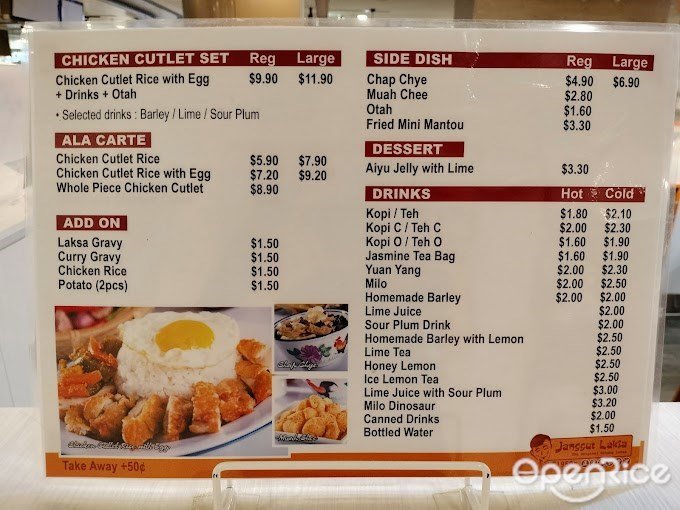 CHICKEN CUTLET SET Reg Large
Chicken Cutlet Rice with Egg $9.90 $11.90
+ Drinks + Otah
• Selected drinks : Barley / Lime / Sour Plum
ALA CARTE
Chicken Cutlet Rice $5.90 $7.90
Chicken Cutlet Rice with Egg $7.20 $9.20
Whole Piece Chicken Cutlet $8.90
ADD ON
Laksa Gravy $1.50
Curry Gravy $1.50
Chicken Rice $1.50
Potato (2pcs) $1.50
Chicken Cutlet Rice with Egg
Take Away +50¢
SIDE DISH Reg Large
Chap Chye $4.90 $6.90
Muah Chee $2.80
Otah $1.60
Fried Mini Mantou $3.30
DESSERT
Aiyu Jelly with Lime $3.30
DRINKS Hot Cold
Kopi / Teh $1.80 $2.10
Kopi C / Teh C $2.00 $2.30
Kopi O / Teh O $1.60 $1.90
Jasmine Tea Bag $1.60 $1.90
Yuan Yang $2.00 $2.30
Milo $2.00 $2.50
Homemade Barley $2.00 $2.00
Lime Juice $2.00
Sour Plum Drink $2.00
Homemade Barley with Lemon $2.50
Lime Tea $2.50
Honey Lemon $2.50
Ice Lemon Tea $2.50
Lime Juice with Sour Plum $3.00
Milo Dinosaur $3.20
Canned Drinks $2.00
Bottled Water $1.50
Janggut Laksa
OpenRice